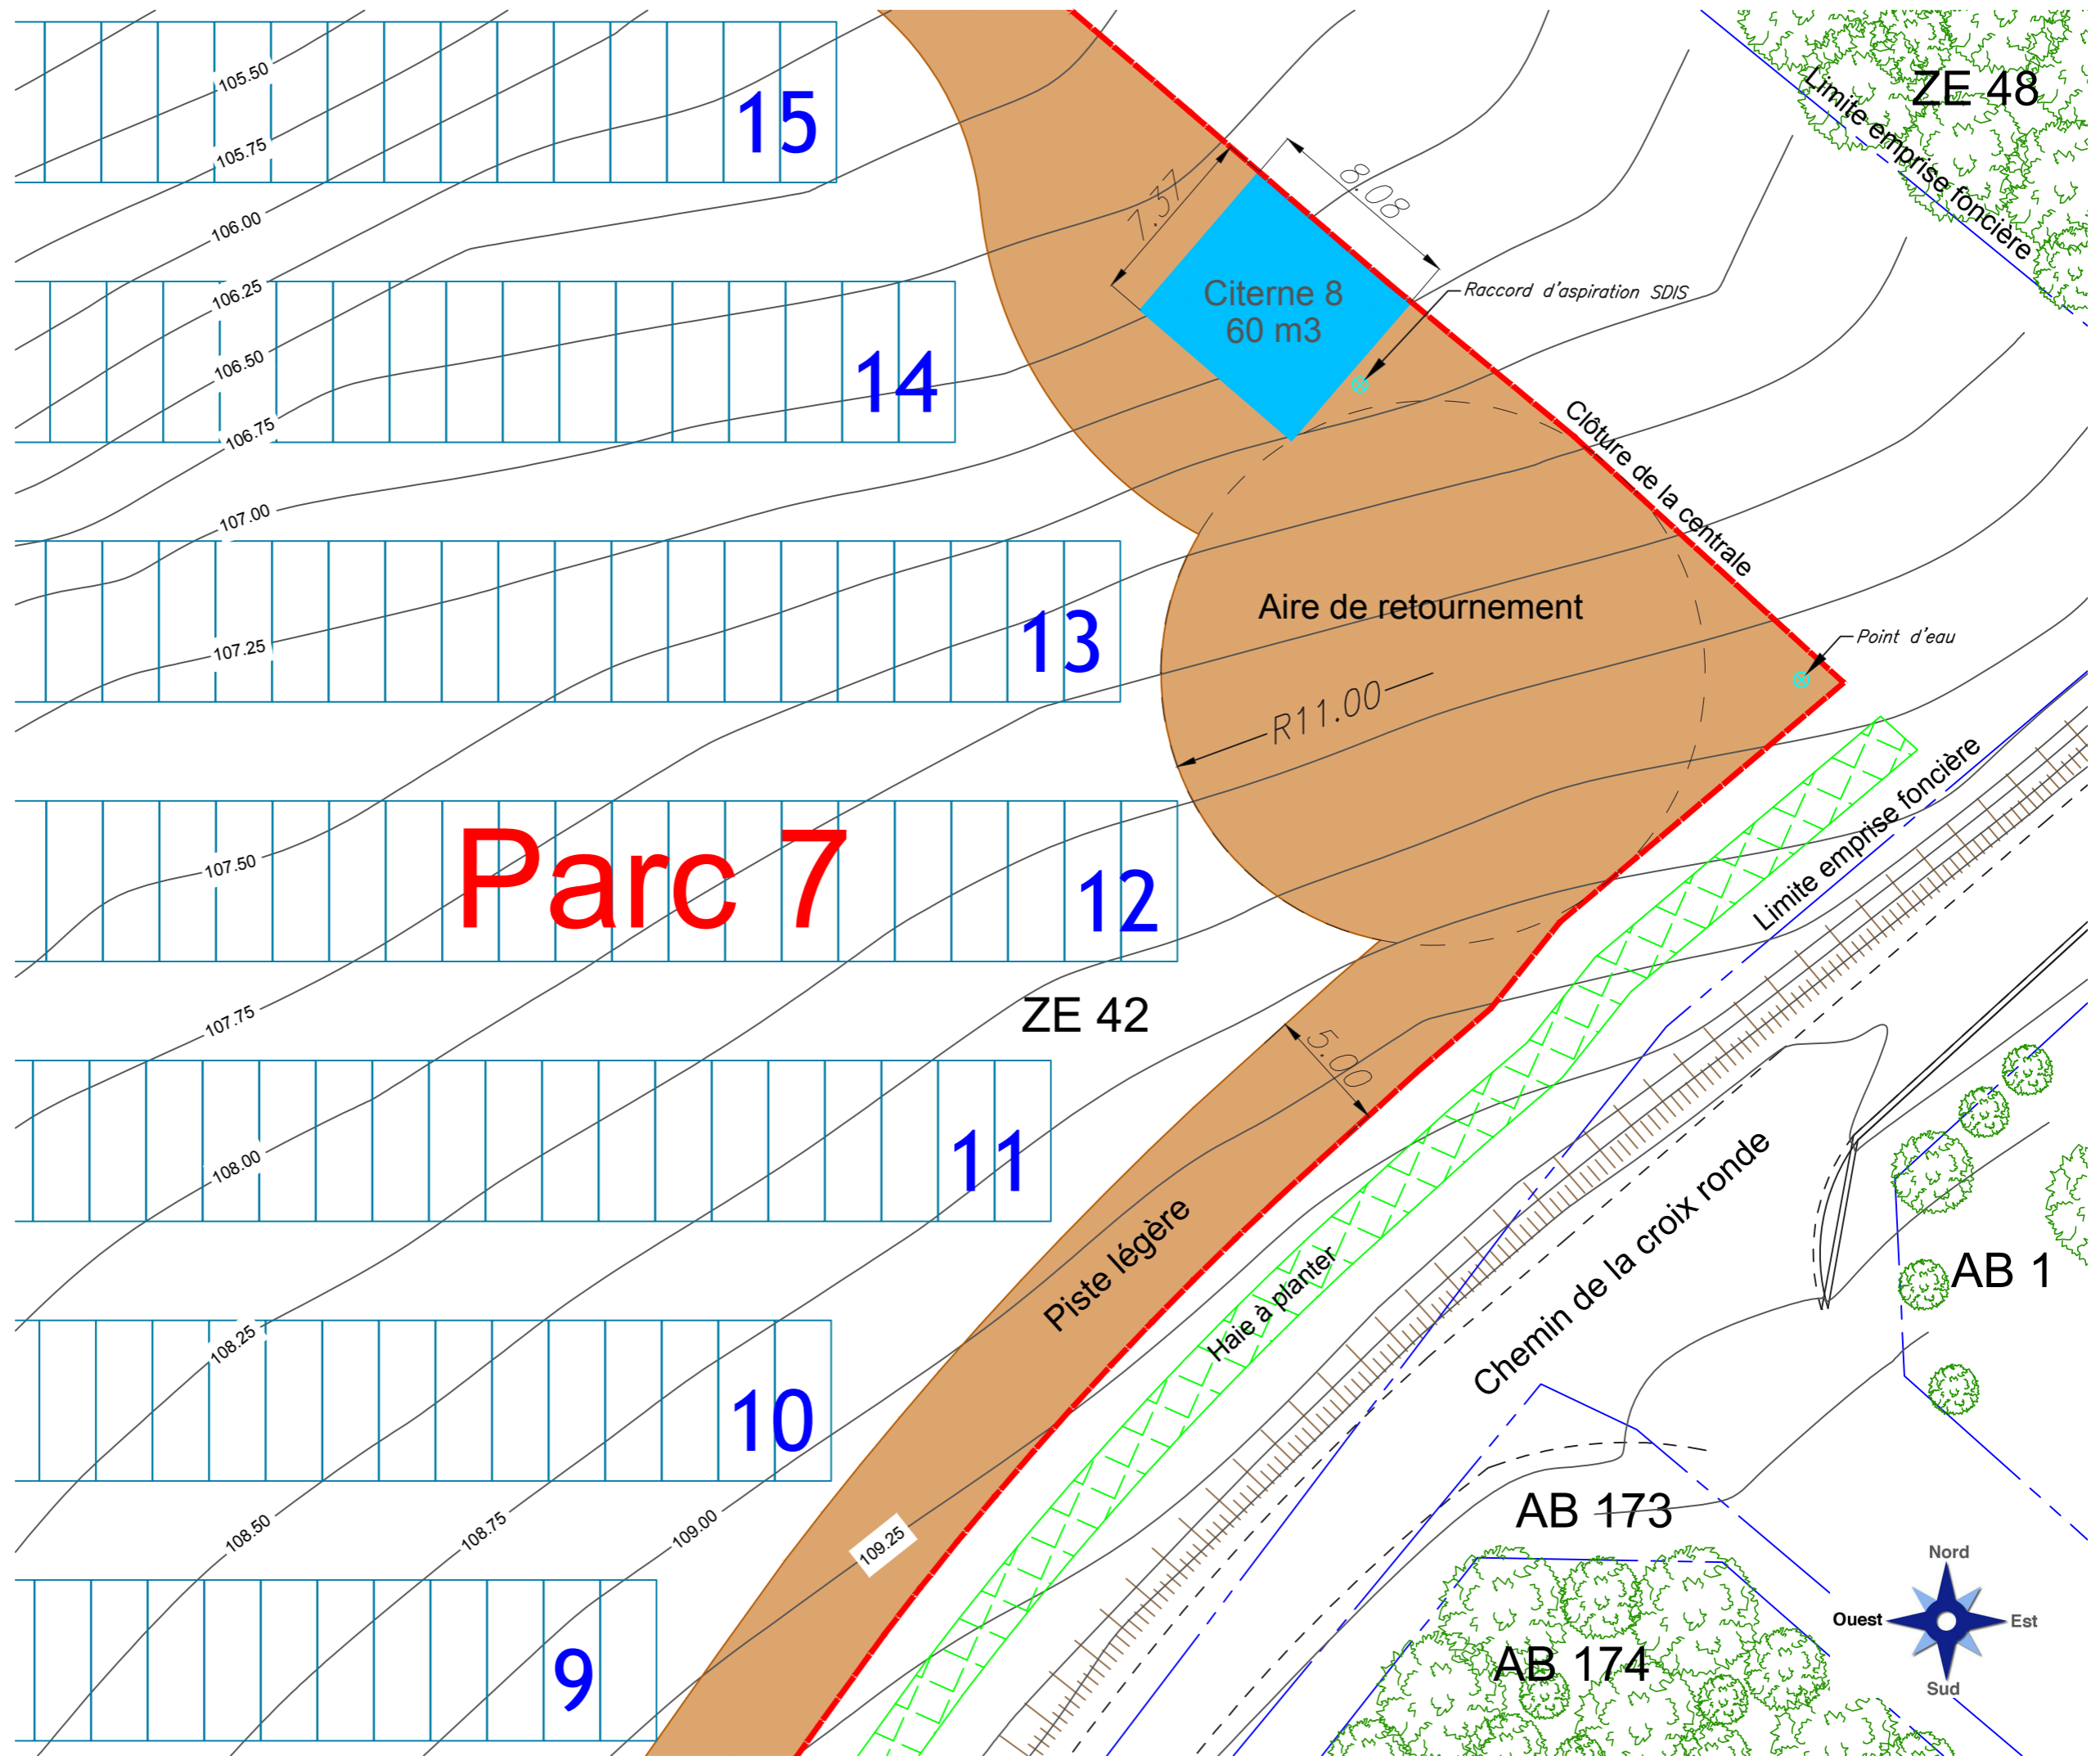 ZE 48
105.50
15
Limite emprise foncière
105.75
8.08
7.37
106.00
106.25
Citerne 8
60 m3
Raccord d'aspiration SDIS
106.50
14
106.75
Clôture de la centrale
107.00
Aire de retournement
13
107.25
Point d'eau
R11.00
Limite emprise foncière
107.50
Parc 7
12
107.75
ZE 42
5.00
108.00
11
Chemin de la croix ronde
AB 1
Piste légère
Haie à planter
108.25
10
108.50
108.75
109.00
109.25
AB 173
Nord
Ouest
Est
Sud
AB 174
9